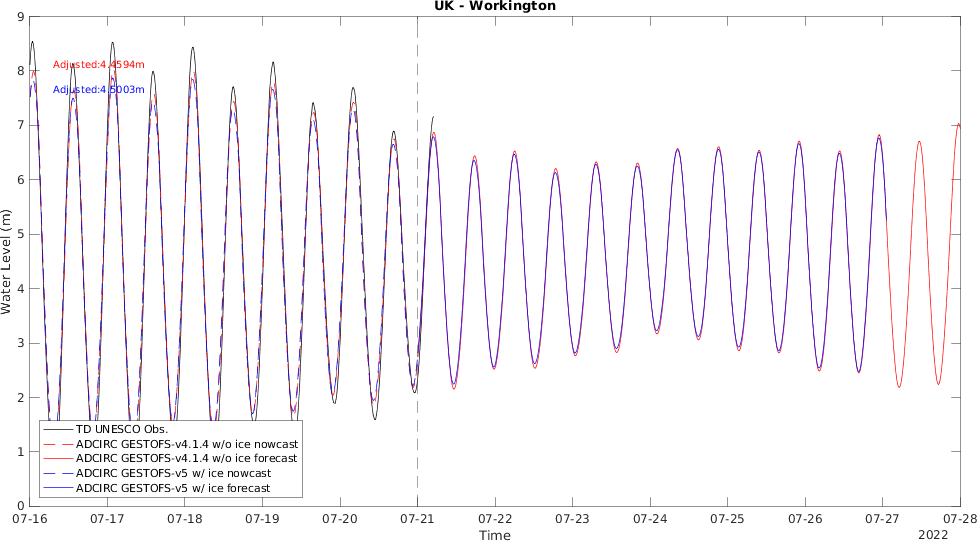 UK - Workington
9
8
7
6
5
4
3
2
1
0
Water Level (m)
Adjusted:4.4594m
Adjusted:4.5003m
TD UNESCO Obs.
ADCIRC GESTOFS-v4.1.4 w/o ice nowcast
ADCIRC GESTOFS-v4.1.4 w/o ice forecast
ADCIRC GESTOFS-v5 w/ ice nowcast
ADCIRC GESTOFS-v5 w/ ice forecast
07-16 07-17 07-18 07-19 07-20 07-21 07-22 07-23 07-24 07-25 07-26 07-27 07-28
Time
2022